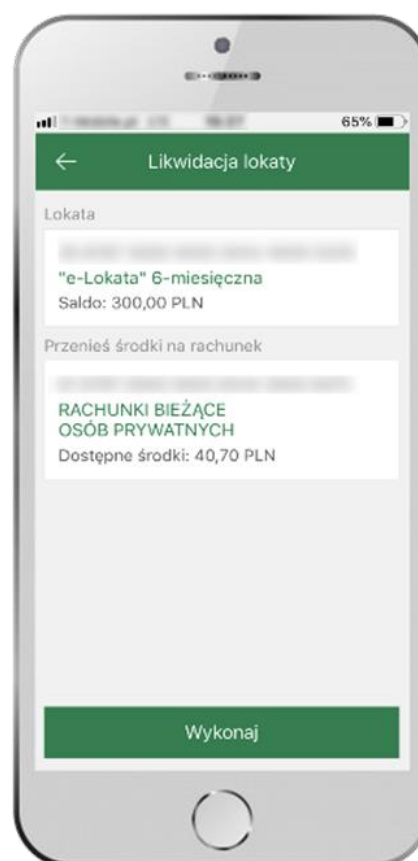 65%
Likwidacja lokaty
Lokata
"e-Lokata" 6-miesięczna
Saldo: 300,00 PLN
Przenieś środki na rachunek
RACHUNKI BIEŻĄCE
OSÓB PRYWATNYCH
Dostępne środki: 40,70 PLN
Wykonaj